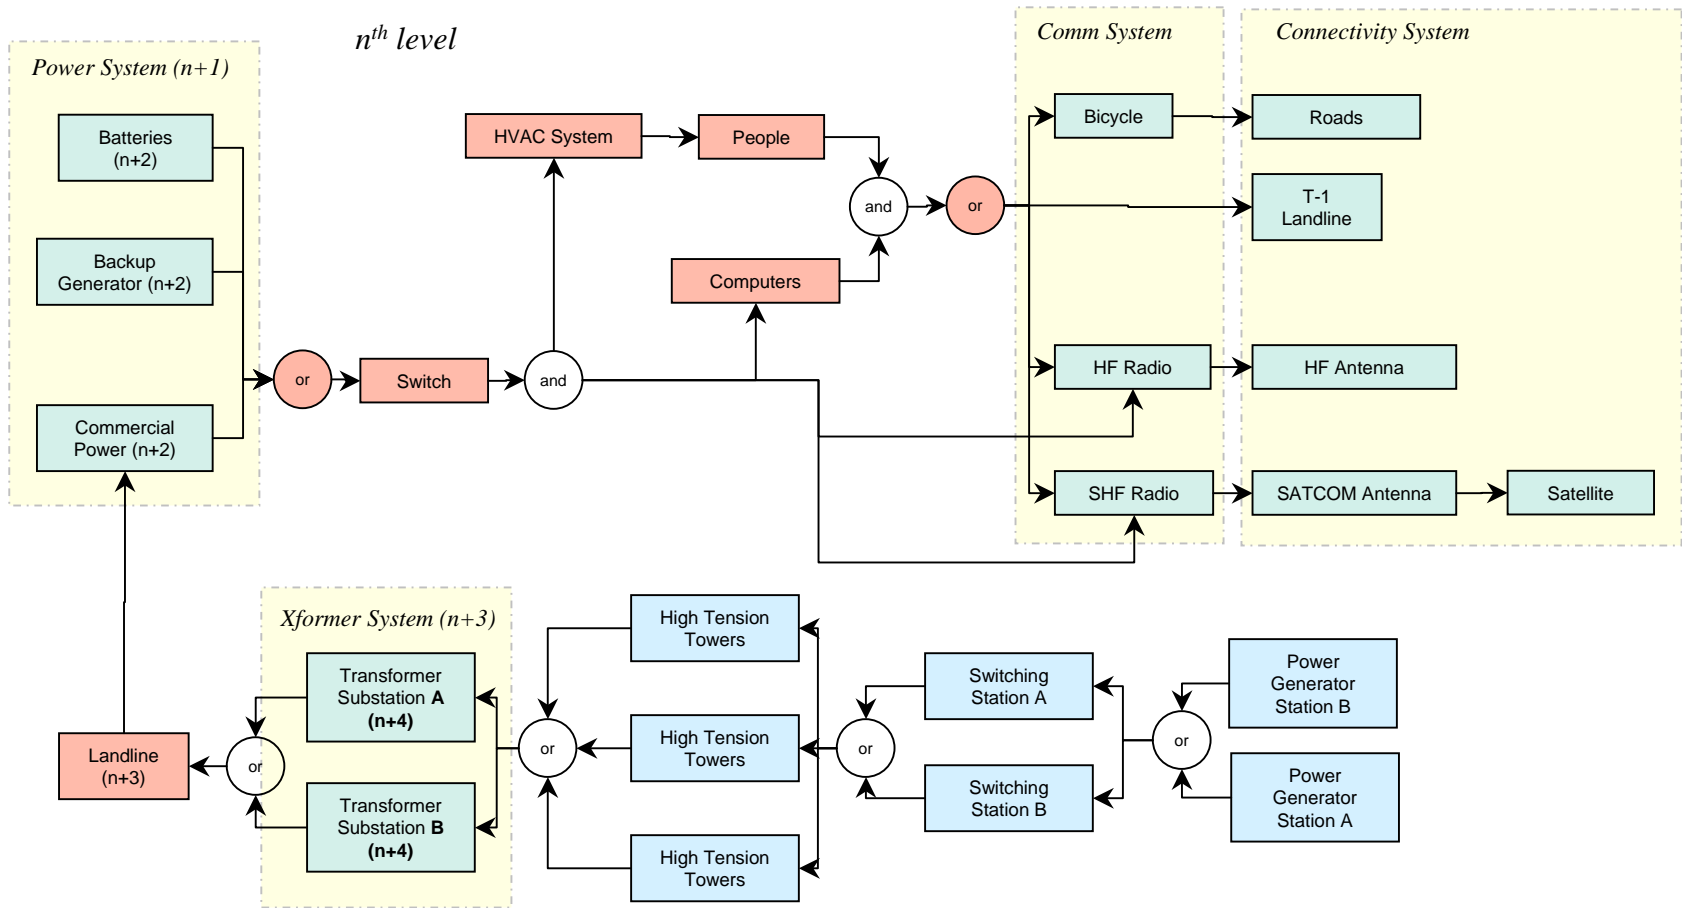 n^th level
Power System (n+1)
Batteries
(n+2)
Backup
Generator (n+2)
Commercial
Power (n+2)
or
Switch
and
HVAC System
People
Computers
and
or
Comm System
Bicycle
HF Radio
SHF Radio
Connectivity System
Roads
T-1
Landline
HF Antenna
SATCOM Antenna
Satellite
Landline
(n+3)
or
Xformer System (n+3)
Transformer
Substation A
(n+4)
Transformer
Substation B
(n+4)
or
High Tension
Towers
High Tension
Towers
High Tension
Towers
or
Switching
Station A
Switching
Station B
or
Power
Generator
Station B
Power
Generator
Station A